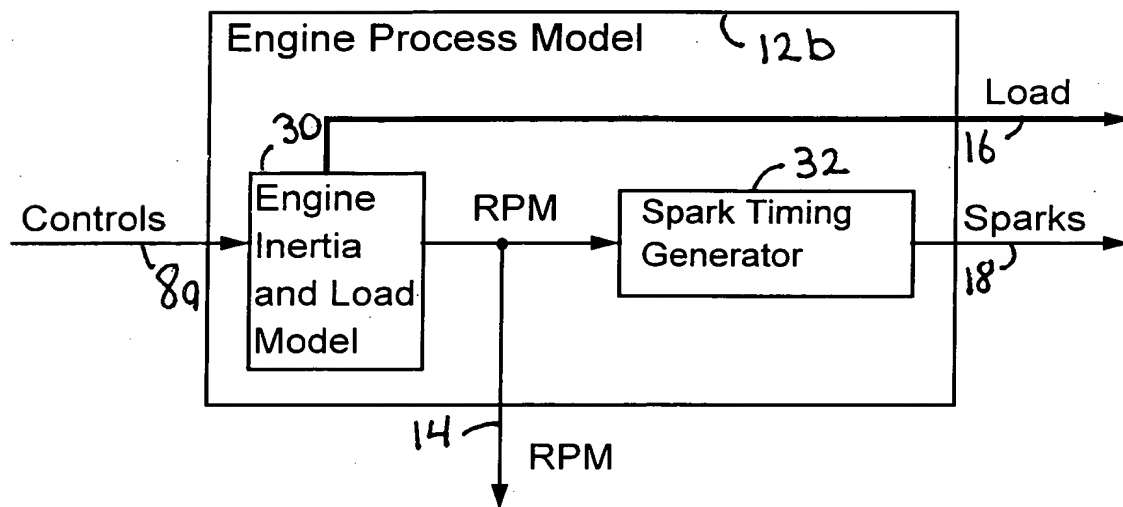 Engine Process Model
12b
Load
16
30
32
Engine
Inertia
and Load
Model
RPM
Spark Timing
Generator
Controls
8a
Sparks
18
14
RPM